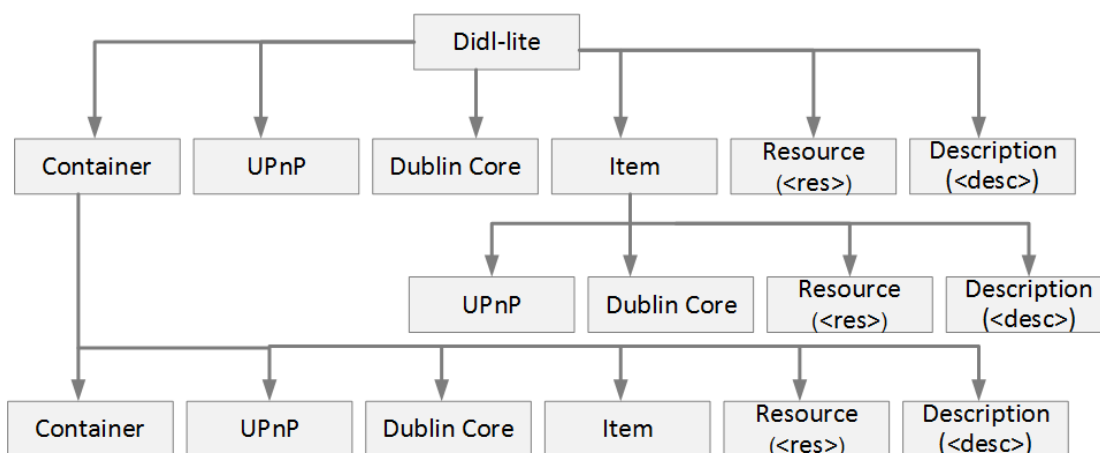 Didl-lite
Container
UPnP
Dublin Core
Item
Resource
(<res>)
Description
(<desc>)
UPnP
Dublin Core
Resource
(<res>)
Description
(<desc>)
Container
UPnP
Dublin Core
Item
Resource
(<res>)
Description
(<desc>)